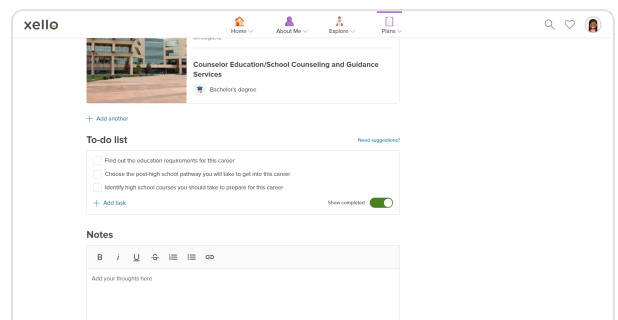 xello
Home
About Me
Explore
Plans
Counselor Education/School Counseling and Guidance
Services
Bachelor's degree
+ Add another
To-do list
Need suggestions?
Find out the education requirements for this career
Choose the post-high school pathway you will take to get into this career
Identify high school courses you should take to prepare for this career
+ Add task
Show completed
Notes
B i U S
Add your thoughts here